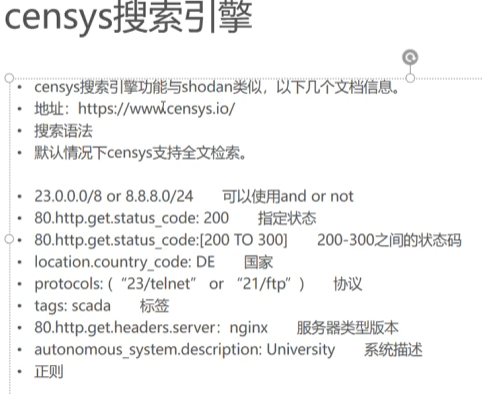 censys搜索引擎
• censys搜索引擎功能与shodan类似，以下几个文档信息。
• 地址：https://www.censys.io/
• 搜索语法
• 默认情况下censys支持全文检索。
• 23.0.0.0/8 or 8.8.8.0/24 可以使用and or not
• 80.http.get.status_code: 200 指定状态
• 80.http.get.status_code:[200 TO 300] 200-300之间的状态码
• location.country_code: DE 国家
• protocols: (“23/telnet” or “21/ftp”) 协议
• tags: scada 标签
• 80.http.get.headers.server：nginx 服务器类型版本
• autonomous_system.description: University 系统描述
• 正则